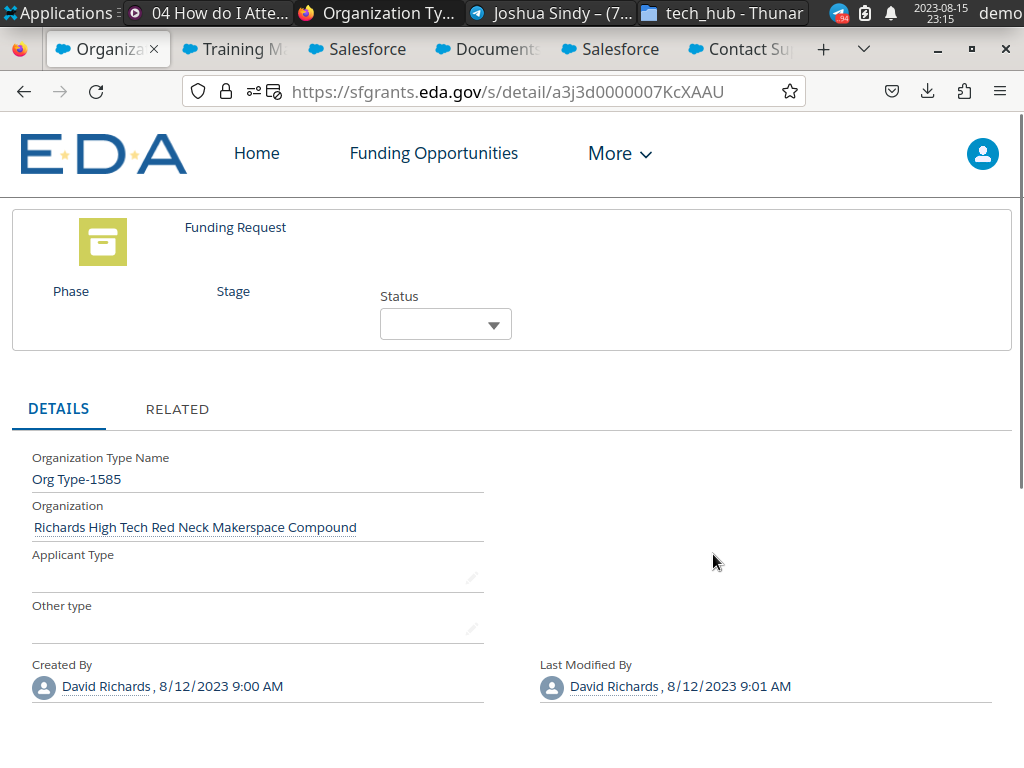 Applications
04 How do I Atte...
Organization Ty...
Joshua Sindy – (7...
tech_hub - Thunar
94
2023-08-15
23:15
demo
Organiza
Training M
Salesforce
Documents
Salesforce
Contact Su
https://sfgrants.eda.gov/s/detail/a3j3d0000007KcXAAU
EDA
Home
Funding Opportunities
More
Funding Request
Phase
Stage
Status
DETAILS
RELATED
Organization Type Name
Org Type-1585
Organization
Richards High Tech Red Neck Makerspace Compound
Applicant Type
Other type
Created By
Last Modified By
David Richards , 8/12/2023 9:00 AM
David Richards , 8/12/2023 9:01 AM